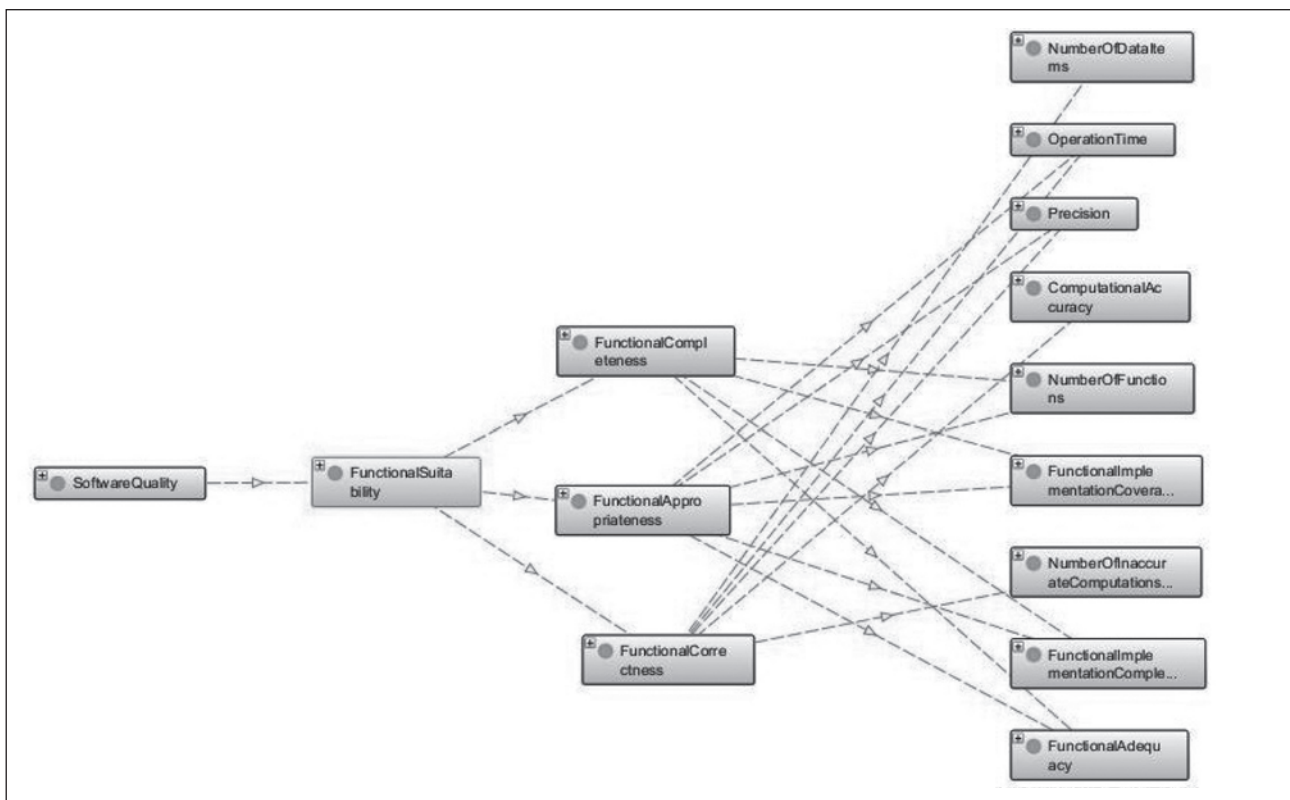 SoftwareQuality
FunctionalSuita
bility
FunctionalCompl
eteness
FunctionalAppro
priateness
FunctionalCorre
ctness
NumberOfDataIte
ms
OperationTime
Precision
ComputationalAc
curacy
NumberOfFunctio
ns
FunctionalImple
mentationCovera...
NumberOfInaccur
ateComputations...
FunctionalImple
mentationComple...
FunctionalAdequ
acy